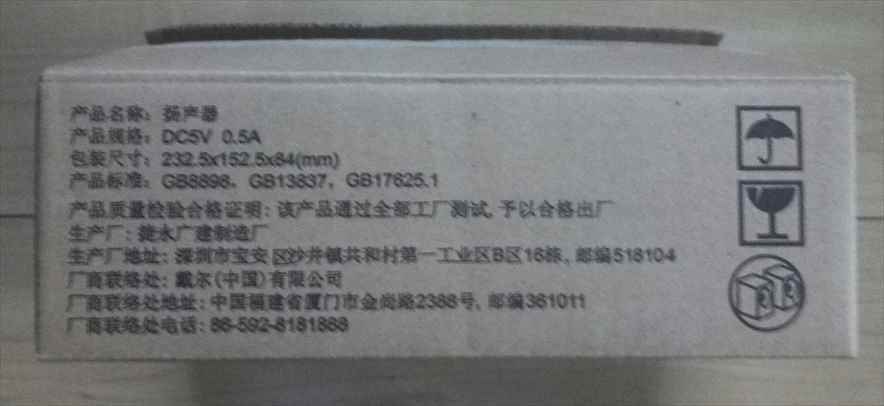 产品名称：扬声器
产品规格：DC5V 0.5A
包装尺寸：232.5x152.5x84(mm)
产品标准：GB8898，GB13837，GB17625.1
产品质量检验合格证明：该产品通过全部工厂测试，予以合格出厂
生产厂：捷永广建制造厂
生产厂地址：深圳市宝安区沙井镇共和村第一工业区B区16栋，邮编518104
厂商联络处：戴尔(中国)有限公司
厂商联络处地址：中国福建省厦门市金尚路2388号，邮编361011
厂商联络处电话：86-592-8181888